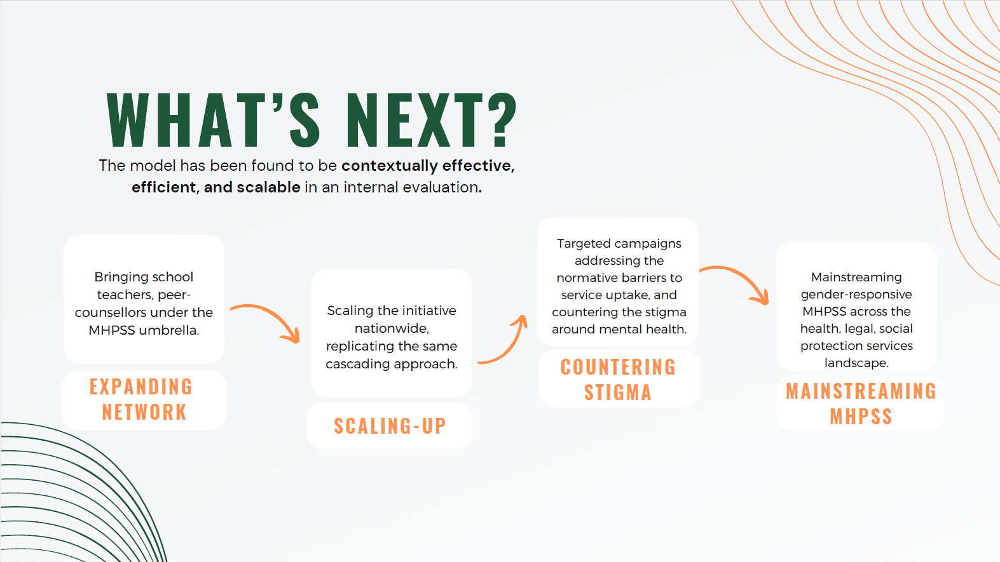 WHAT’S NEXT?
The model has been found to be contextually effective,
efficient, and scalable in an internal evaluation.
Bringing school
teachers, peer-
counsellors under the
MHPSS umbrella.
EXPANDING
NETWORK
Scaling the initiative
nationwide,
replicating the same
cascading approach.
SCALING-UP
Targeted campaigns
addressing the
normative barriers to
service uptake, and
countering the stigma
around mental health.
COUNTERING
STIGMA
Mainstreaming
gender-responsive
MHPSS across the
health, legal, social
protection services
landscape.
MAINSTREAMING
MHPSS